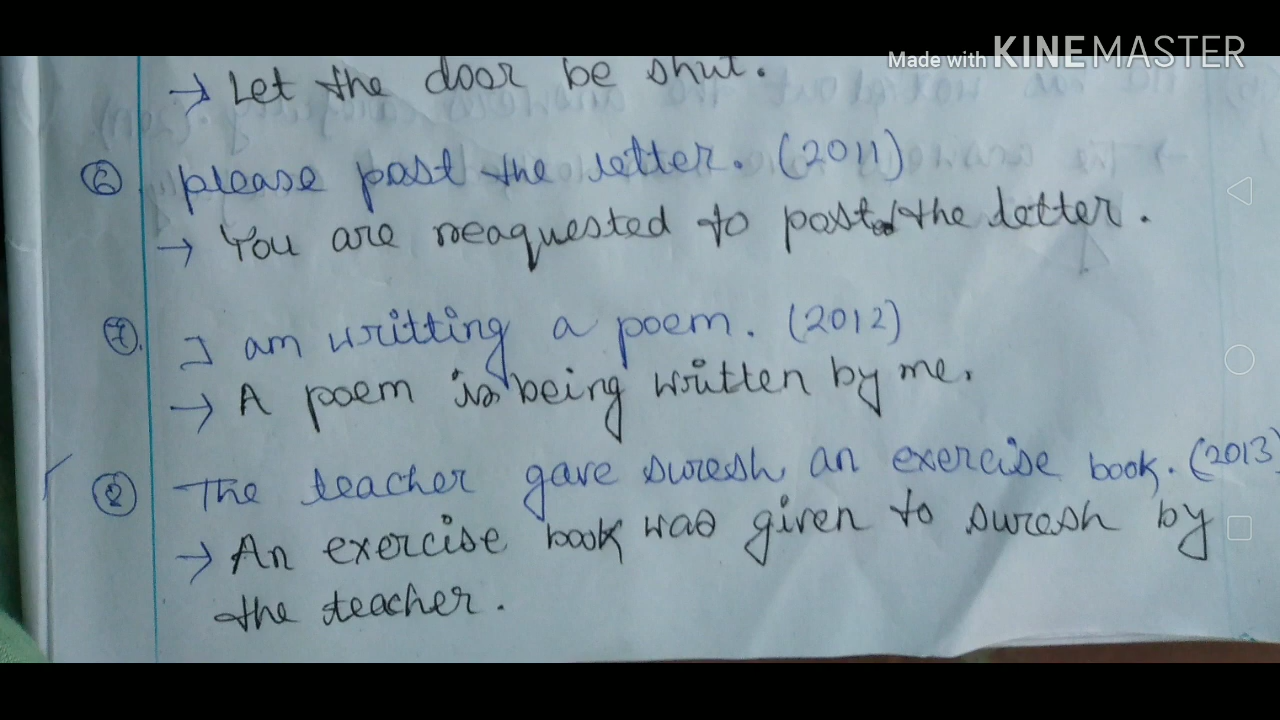 Made with KINEMASTER
→ Let the door be shut.
⑥ please post the letter. (2011)
→ You are reaquested to post the letter.
⑦. I am writting a poem. (2012)
→ A poem is being written by me.
⑧ The teacher gave suresh an exercise book. (2013)
→ An exercise book was given to suresh by
the teacher.